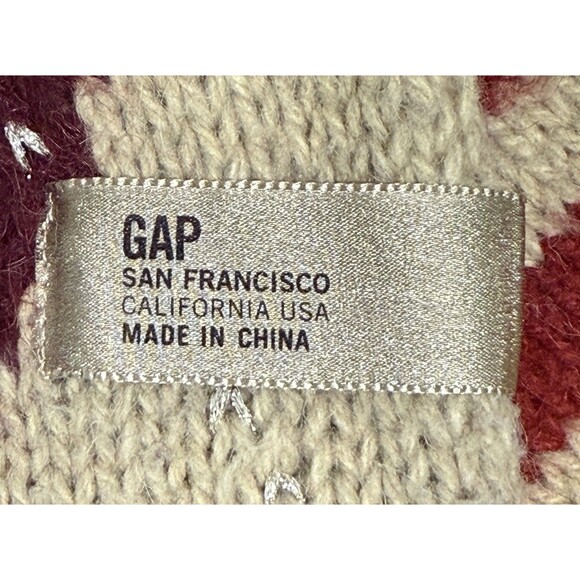 GAP
SAN FRANCISCO
CALIFORNIA USA
MADE IN CHINA